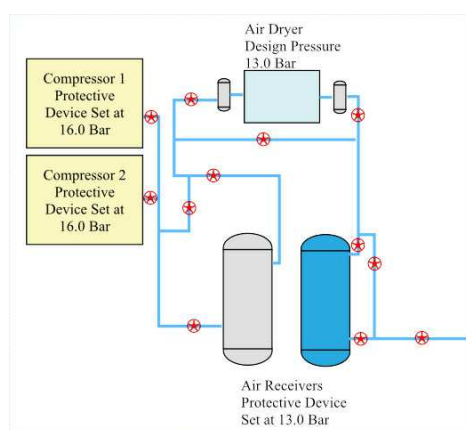 Air Dryer
Design Pressure
13.0 Bar
Compressor 1
Protective
Device Set at
16.0 Bar
Compressor 2
Protective
Device Set at
16.0 Bar
Air Receivers
Protective Device
Set at 13.0 Bar